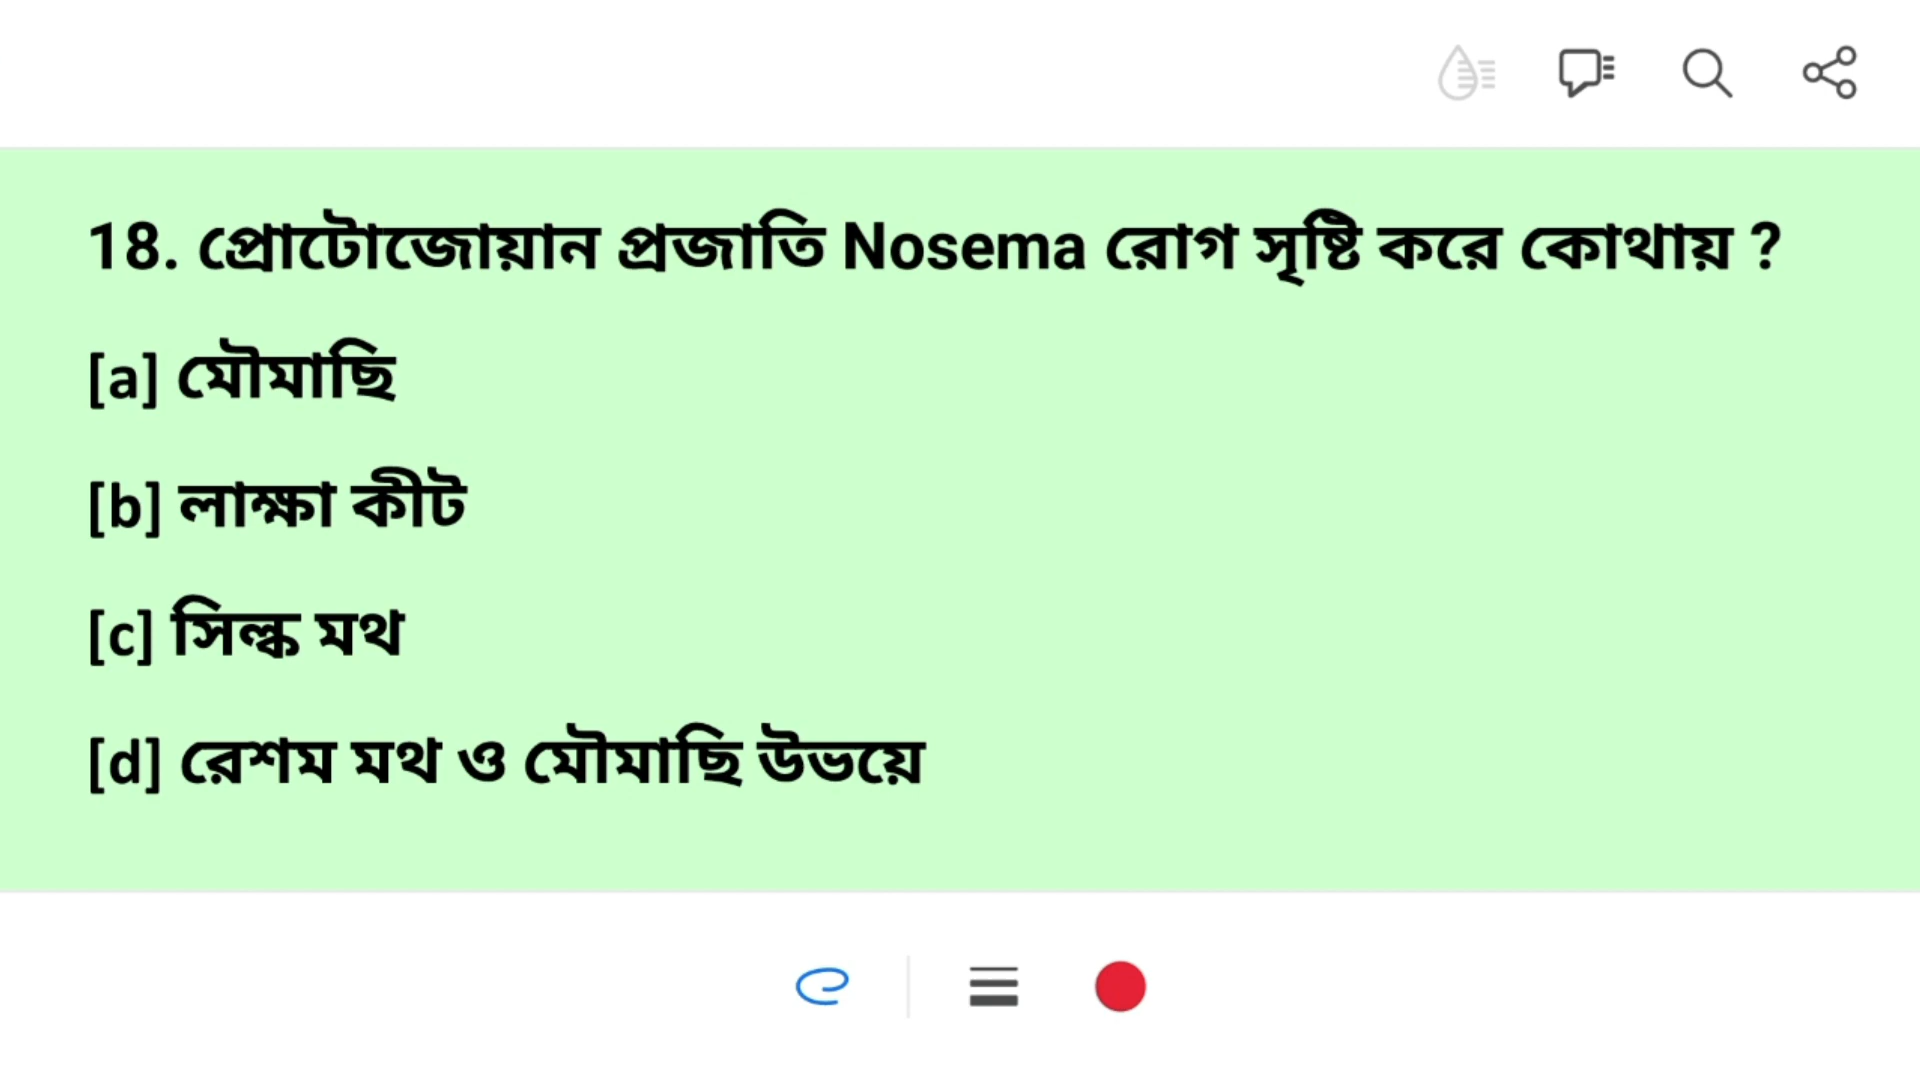 18. প্রোটোজোয়ান প্রজাতি Nosema রোগ সৃষ্টি করে কোথায় ?
[a] মৌমাছি
[b] লাক্ষা কীট
[c] সিল্ক মথ
[d] রেশম মথ ও মৌমাছি উভয়ে